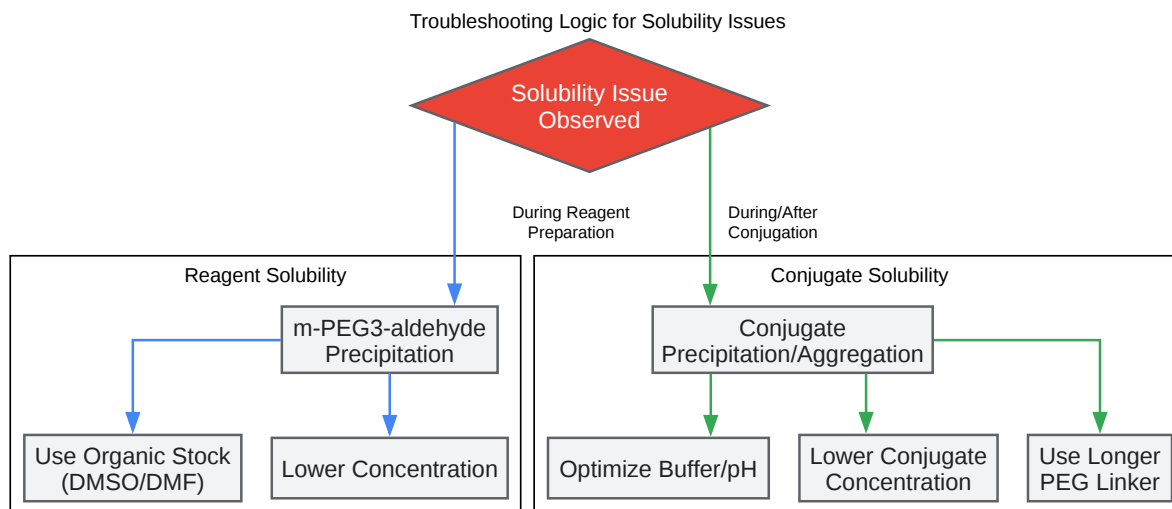 Troubleshooting Logic for Solubility Issues
Solubility Issue
Observed
During Reagent
Preparation
During/After
Conjugation
Reagent Solubility
Conjugate Solubility
m-PEG3-aldehyde
Precipitation
Conjugate
Precipitation/Aggregation
Use Organic Stock
(DMSO/DMF)
Lower Concentration
Optimize Buffer/pH
Lower Conjugate
Concentration
Use Longer
PEG Linker